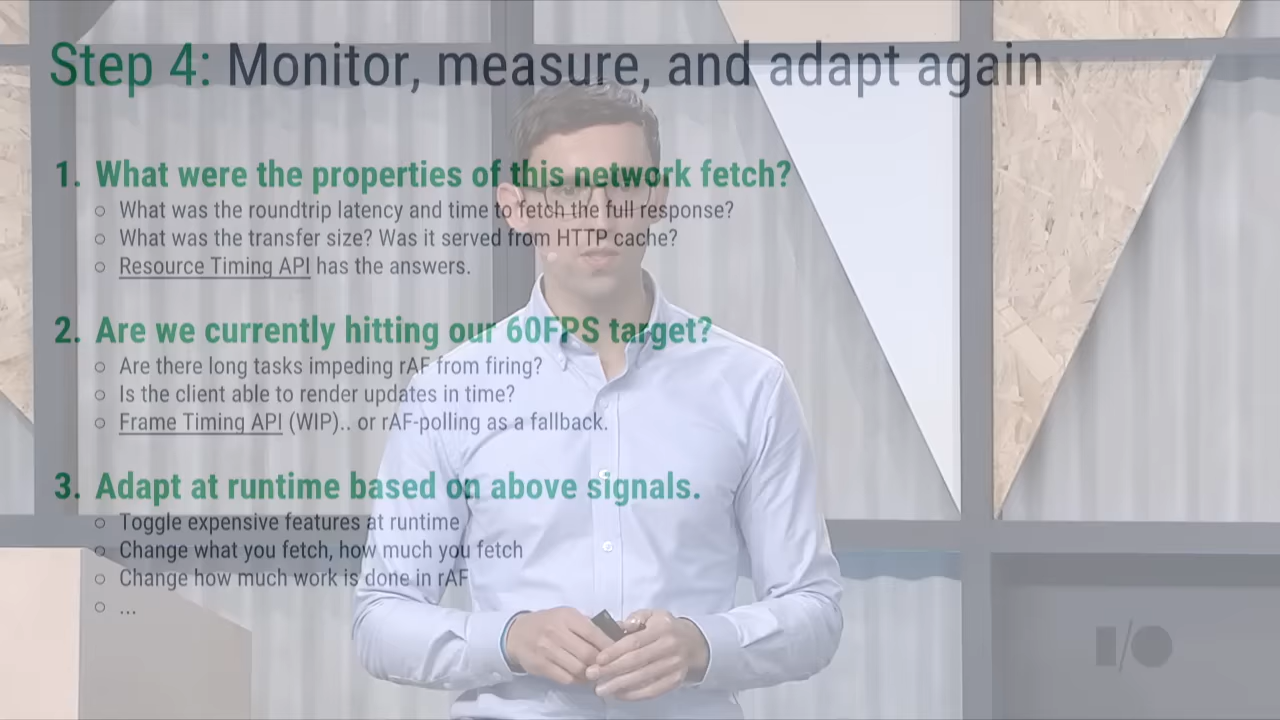 Step 4: Monitor, measure, and adapt again
1. What were the properties of this network fetch?
○ What was the roundtrip latency and time to fetch the full response?
○ What was the transfer size? Was it served from HTTP cache?
○ Resource Timing API has the answers.
2. Are we currently hitting our 60FPS target?
○ Are there long tasks impeding rAF from firing?
○ Is the client able to render updates in time?
○ Frame Timing API (WIP).. or rAF-polling as a fallback.
3. Adapt at runtime based on above signals.
○ Toggle expensive features at runtime
○ Change what you fetch, how much you fetch
○ Change how much work is done in rAF
○ ...
I/O